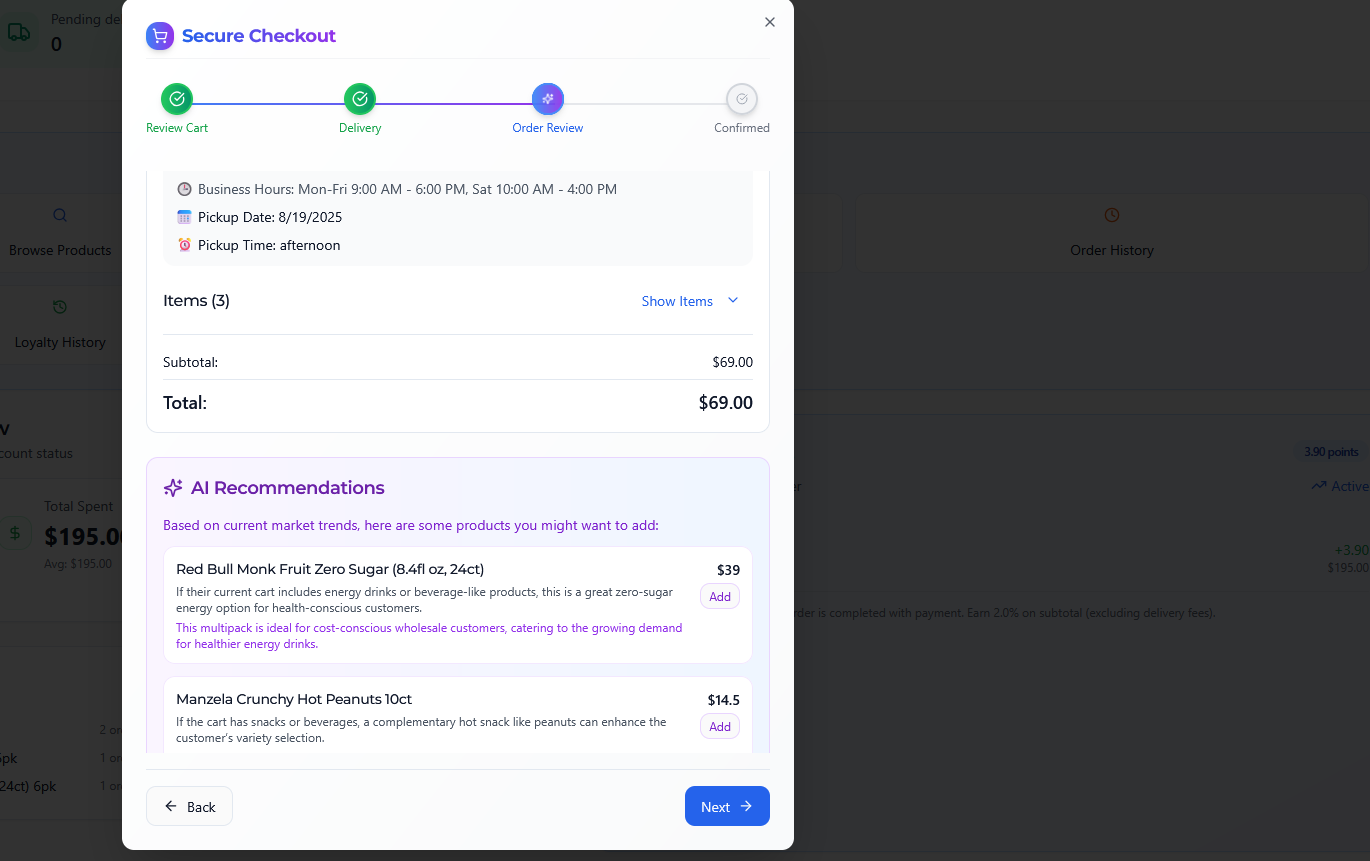 Pending de
0
Secure Checkout
Review Cart
Delivery
Order Review
Confirmed
Business Hours: Mon-Fri 9:00 AM - 6:00 PM, Sat 10:00 AM - 4:00 PM
Pickup Date: 8/19/2025
Pickup Time: afternoon
Browse Products
Order History
Items (3)
Show Items
Loyalty History
Subtotal:
$69.00
Total:
$69.00
count status
3.90 points
Active
AI Recommendations
Total Spent
$195.0
Avg: $195.00
Based on current market trends, here are some products you might want to add:
+3.90
$195.00
Red Bull Monk Fruit Zero Sugar (8.4fl oz, 24ct)
$39
If their current cart includes energy drinks or beverage-like products, this is a great zero-sugar
energy option for health-conscious customers.
Add
This multipack is ideal for cost-conscious wholesale customers, catering to the growing demand
for healthier energy drinks.
rder is completed with payment. Earn 2.0% on subtotal (excluding delivery fees).
Manzela Crunchy Hot Peanuts 10ct
$14.5
If the cart has snacks or beverages, a complementary hot snack like peanuts can enhance the
customer's variety selection.
Add
2 or
5pk
1 or
24ct) 6pk
1 or
Back
Next